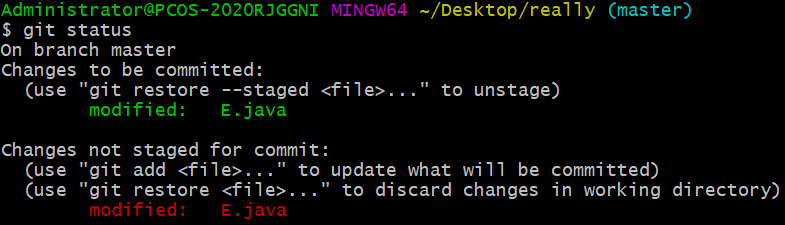 Administrator@PCOS-2020RJGGNI MINGW64 ~/Desktop/really (master)
$ git status
On branch master
Changes to be committed:
  (use "git restore --staged <file>..." to unstage)
        modified:   E.java

Changes not staged for commit:
  (use "git add <file>..." to update what will be committed)
  (use "git restore <file>..." to discard changes in working directory)
        modified:   E.java